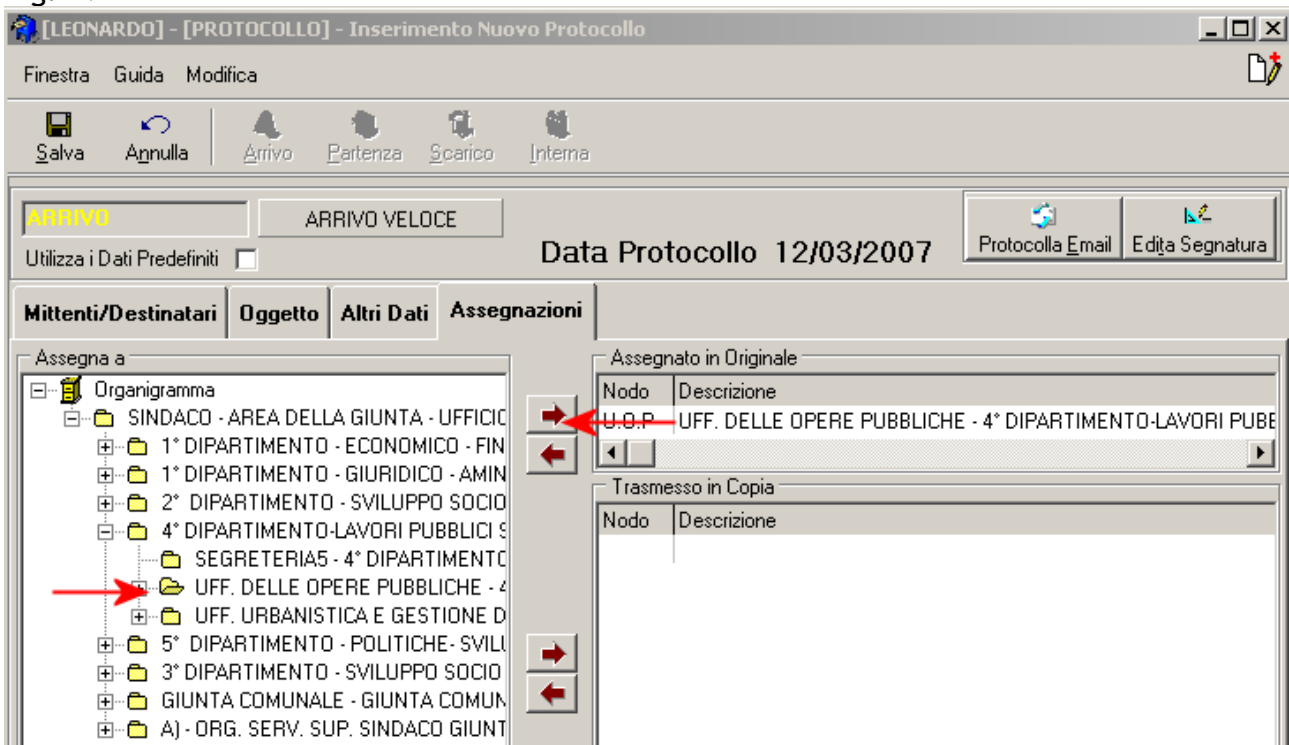 [LEONARDO] - [PROTOCOLLO] - Inserimento Nuovo Protocollo
Finestra Guida Modifica
Salva Annulla Arrivo Partenza Scarico Interna
ARRIVO ARRIVO VELOCE
Utilizza i Dati Predefiniti
Data Protocollo 12/03/2007
Protocolla Email Edita Segnatura
Mittenti/Destinatari Oggetto Altri Dati Assegnazioni
Assegna a
Organigramma
SINDACO - AREA DELLA GIUNTA - UFFICIO
1° DIPARTIMENTO - ECONOMICO - FIN
1° DIPARTIMENTO - GIURIDICO - AMIN
2° DIPARTIMENTO - SVILUPPO SOCIO
4° DIPARTIMENTO-LAVORI PUBBLICI S
SEGRETERIA5 - 4° DIPARTIMENTO
UFF. DELLE OPERE PUBBLICHE - 4
UFF. URBANISTICA E GESTIONE D
5° DIPARTIMENTO - POLITICHE- SVILU
3° DIPARTIMENTO - SVILUPPO SOCIO
GIUNTA COMUNALE - GIUNTA COMUN
A) - ORG. SERV. SUP. SINDACO GIUNT
Assegnato in Originale
Nodo Descrizione
U.O.P UFF. DELLE OPERE PUBBLICHE - 4° DIPARTIMENTO-LAVORI PUBB
Trasmesso in Copia
Nodo Descrizione